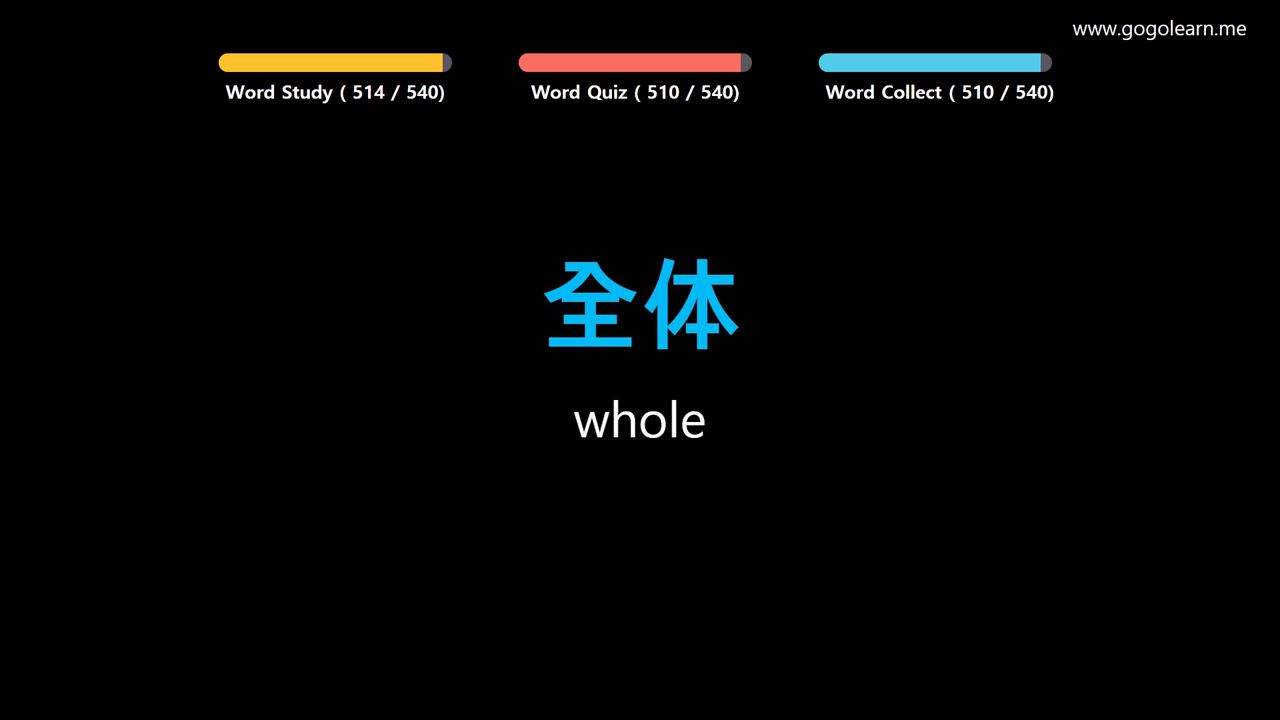 www.gogolearn.me
Word Study ( 514 / 540)
Word Quiz ( 510 / 540)
Word Collect ( 510 / 540)
全体
whole